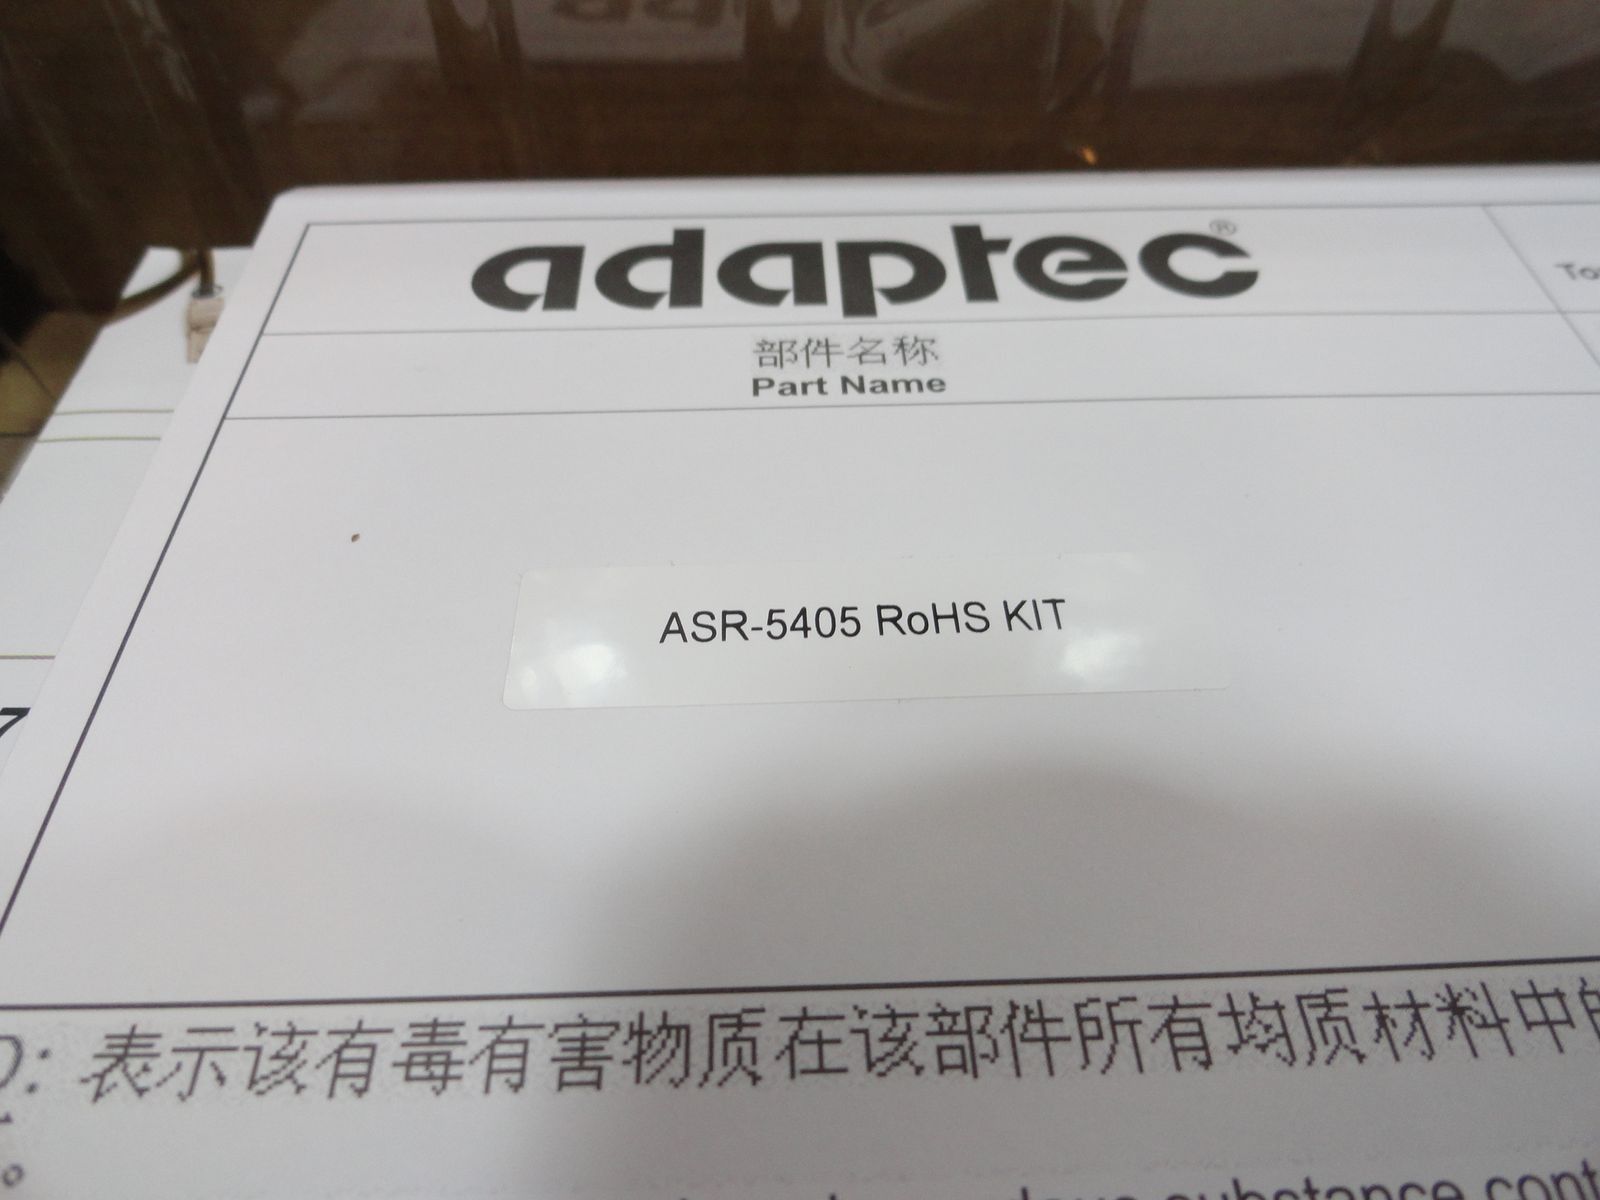 adaptec®
部件名称
Part Name
ASR-5405 RoHS KIT
表示该有毒有害物质在该部件所有均质材料中
substance